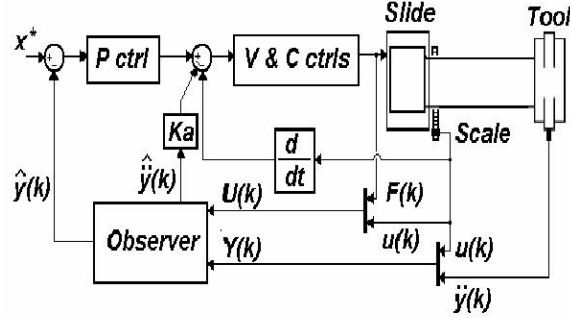 Slide
Tool
x*
P ctrl
V & C ctrls
Ka
d
dt
Scale
ŷ(k)
ŷ̈(k)
U(k)
F(k)
Observer
Y(k)
u(k)
u(k)
ÿ(k)